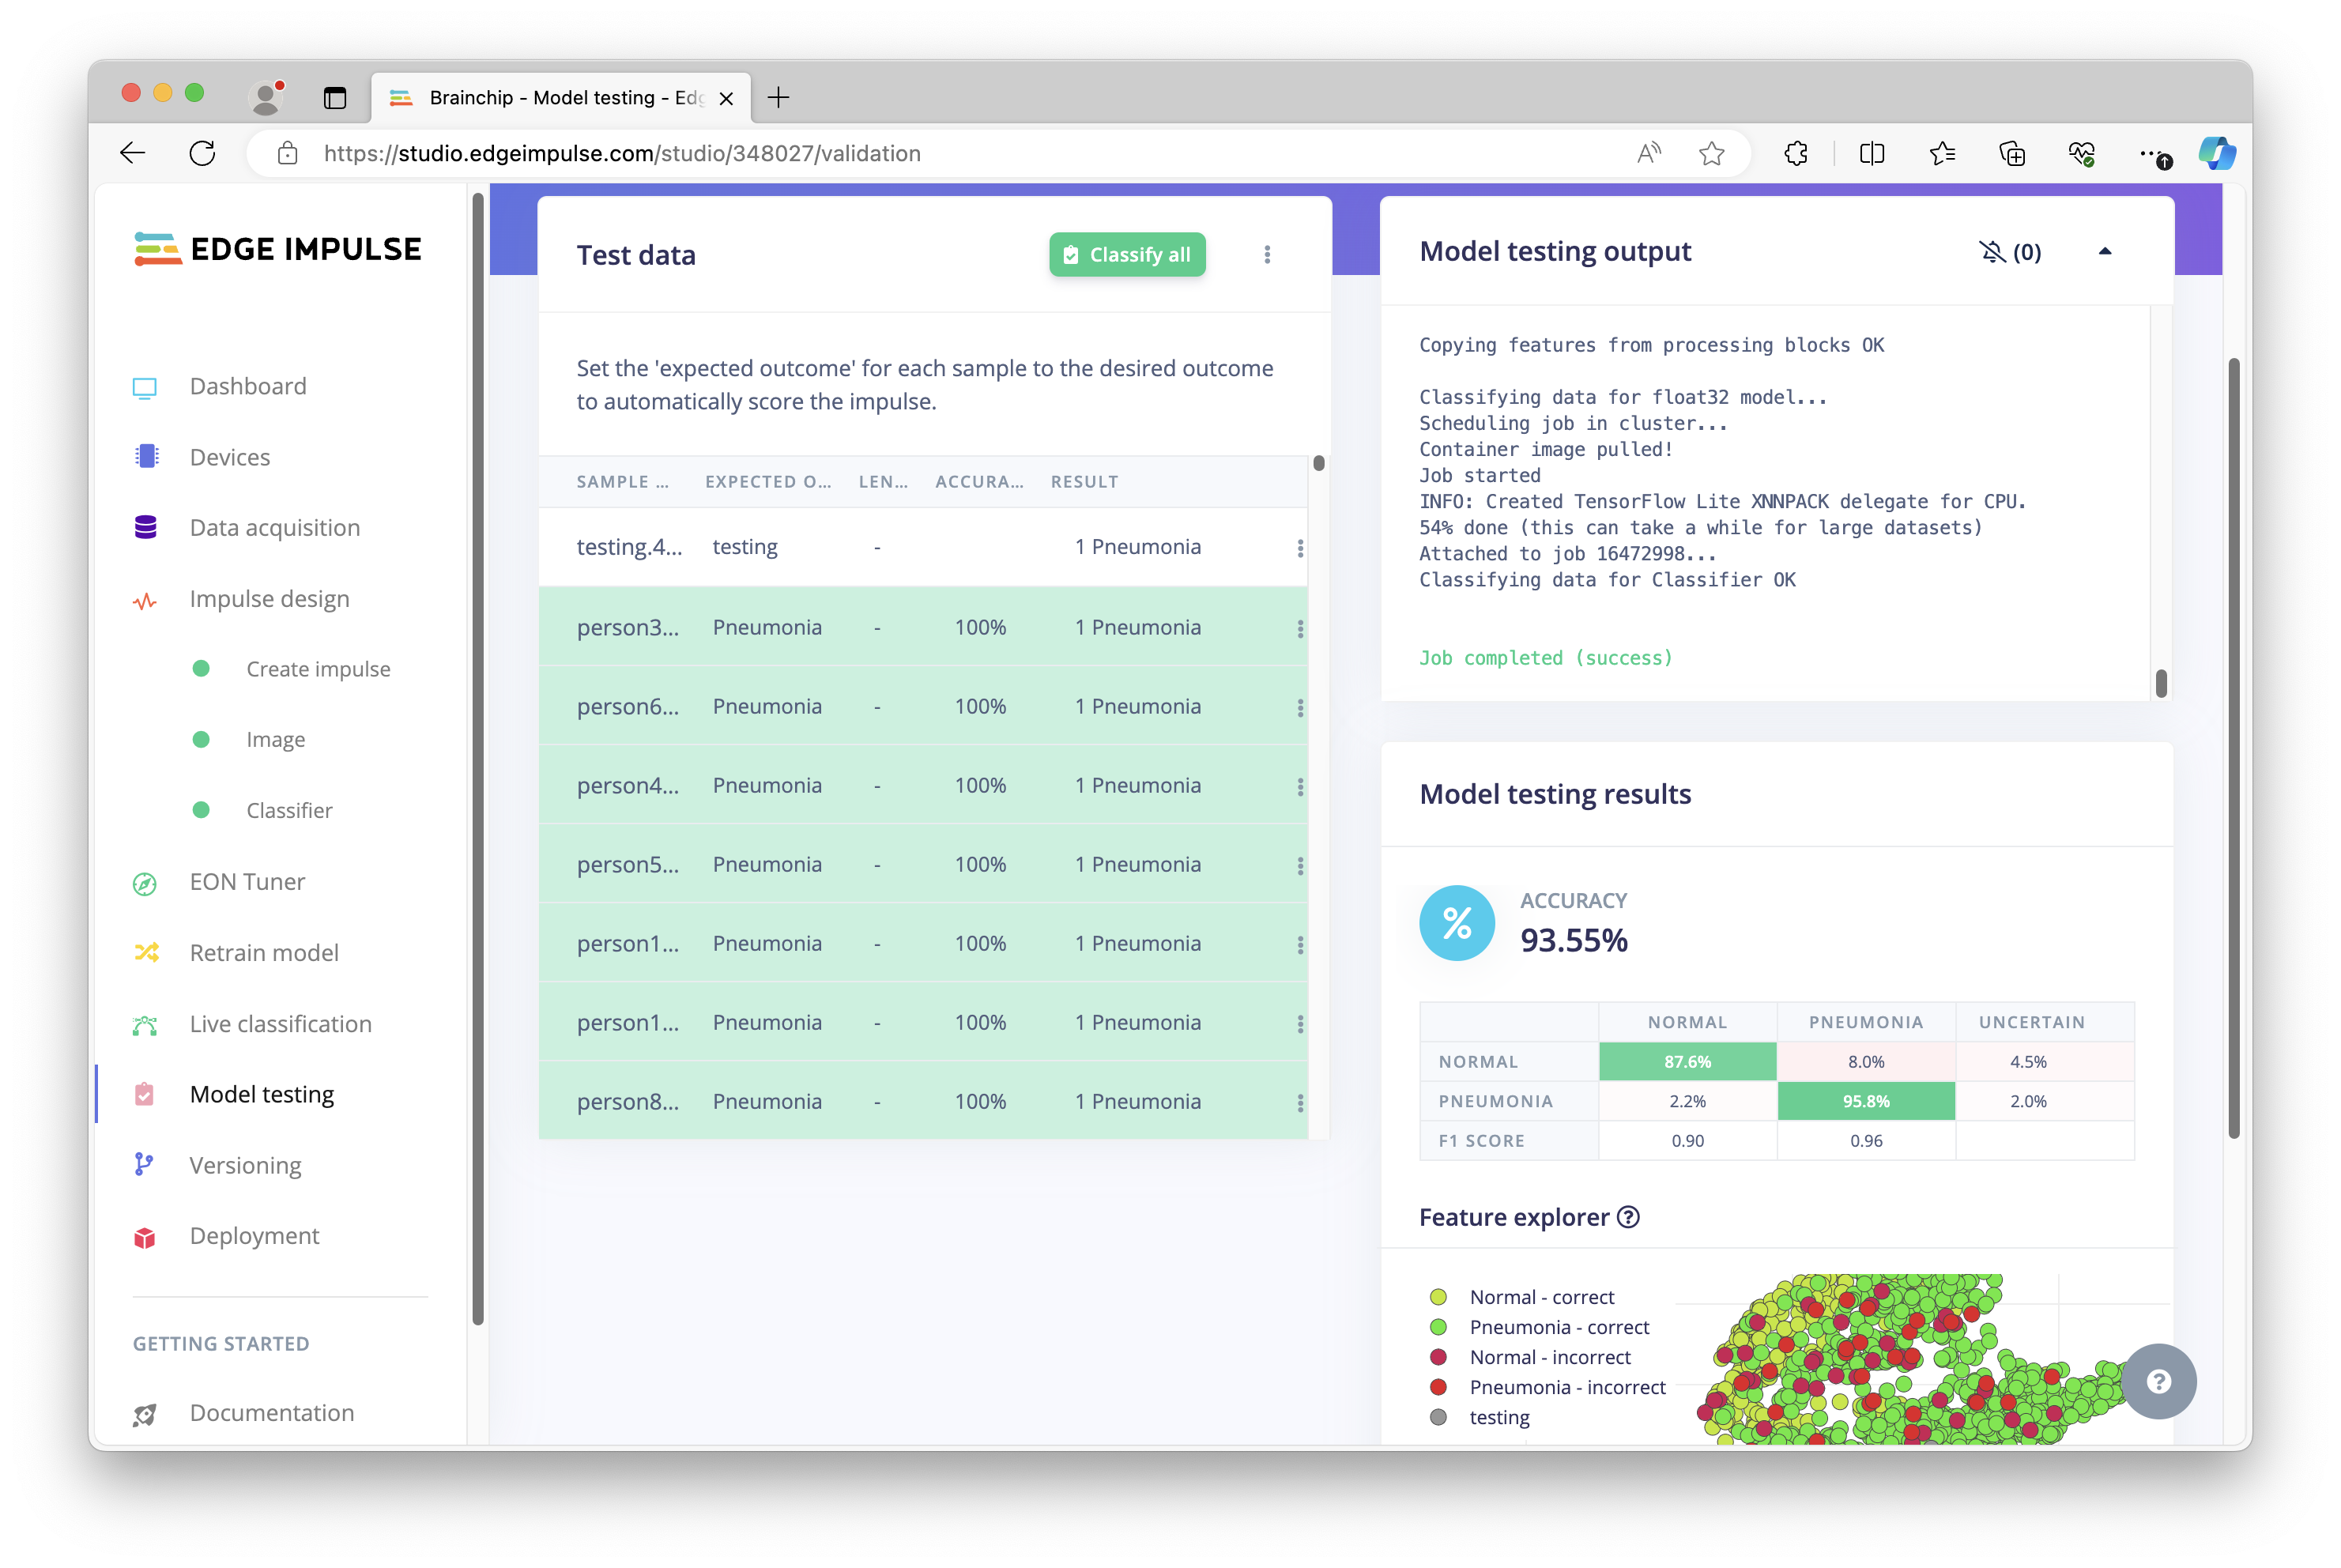 Brainchip - Model testing - Edg
https://studio.edgeimpulse.com/studio/348027/validation
EDGE IMPULSE
Dashboard
Devices
Data acquisition
Impulse design
Create impulse
Image
Classifier
EON Tuner
Retrain model
Live classification
Model testing
Versioning
Deployment
GETTING STARTED
Documentation
Test data
Classify all
Set the 'expected outcome' for each sample to the desired outcome
to automatically score the impulse.
SAMPLE ... EXPECTED O... LEN... ACCURA... RESULT
testing.4... testing - 1 Pneumonia
person3... Pneumonia - 100% 1 Pneumonia
person6... Pneumonia - 100% 1 Pneumonia
person4... Pneumonia - 100% 1 Pneumonia
person5... Pneumonia - 100% 1 Pneumonia
person1... Pneumonia - 100% 1 Pneumonia
person1... Pneumonia - 100% 1 Pneumonia
person8... Pneumonia - 100% 1 Pneumonia
Model testing output
(0)
Copying features from processing blocks OK
Classifying data for float32 model...
Scheduling job in cluster...
Container image pulled!
Job started
INFO: Created TensorFlow Lite XNNPACK delegate for CPU.
54% done (this can take a while for large datasets)
Attached to job 16472998...
Classifying data for Classifier OK
Job completed (success)
Model testing results
%
ACCURACY
93.55%
NORMAL PNEUMONIA UNCERTAIN
NORMAL 87.6% 8.0% 4.5%
PNEUMONIA 2.2% 95.8% 2.0%
F1 SCORE 0.90 0.96
Feature explorer ?
Normal - correct
Pneumonia - correct
Normal - incorrect
Pneumonia - incorrect
testing
?